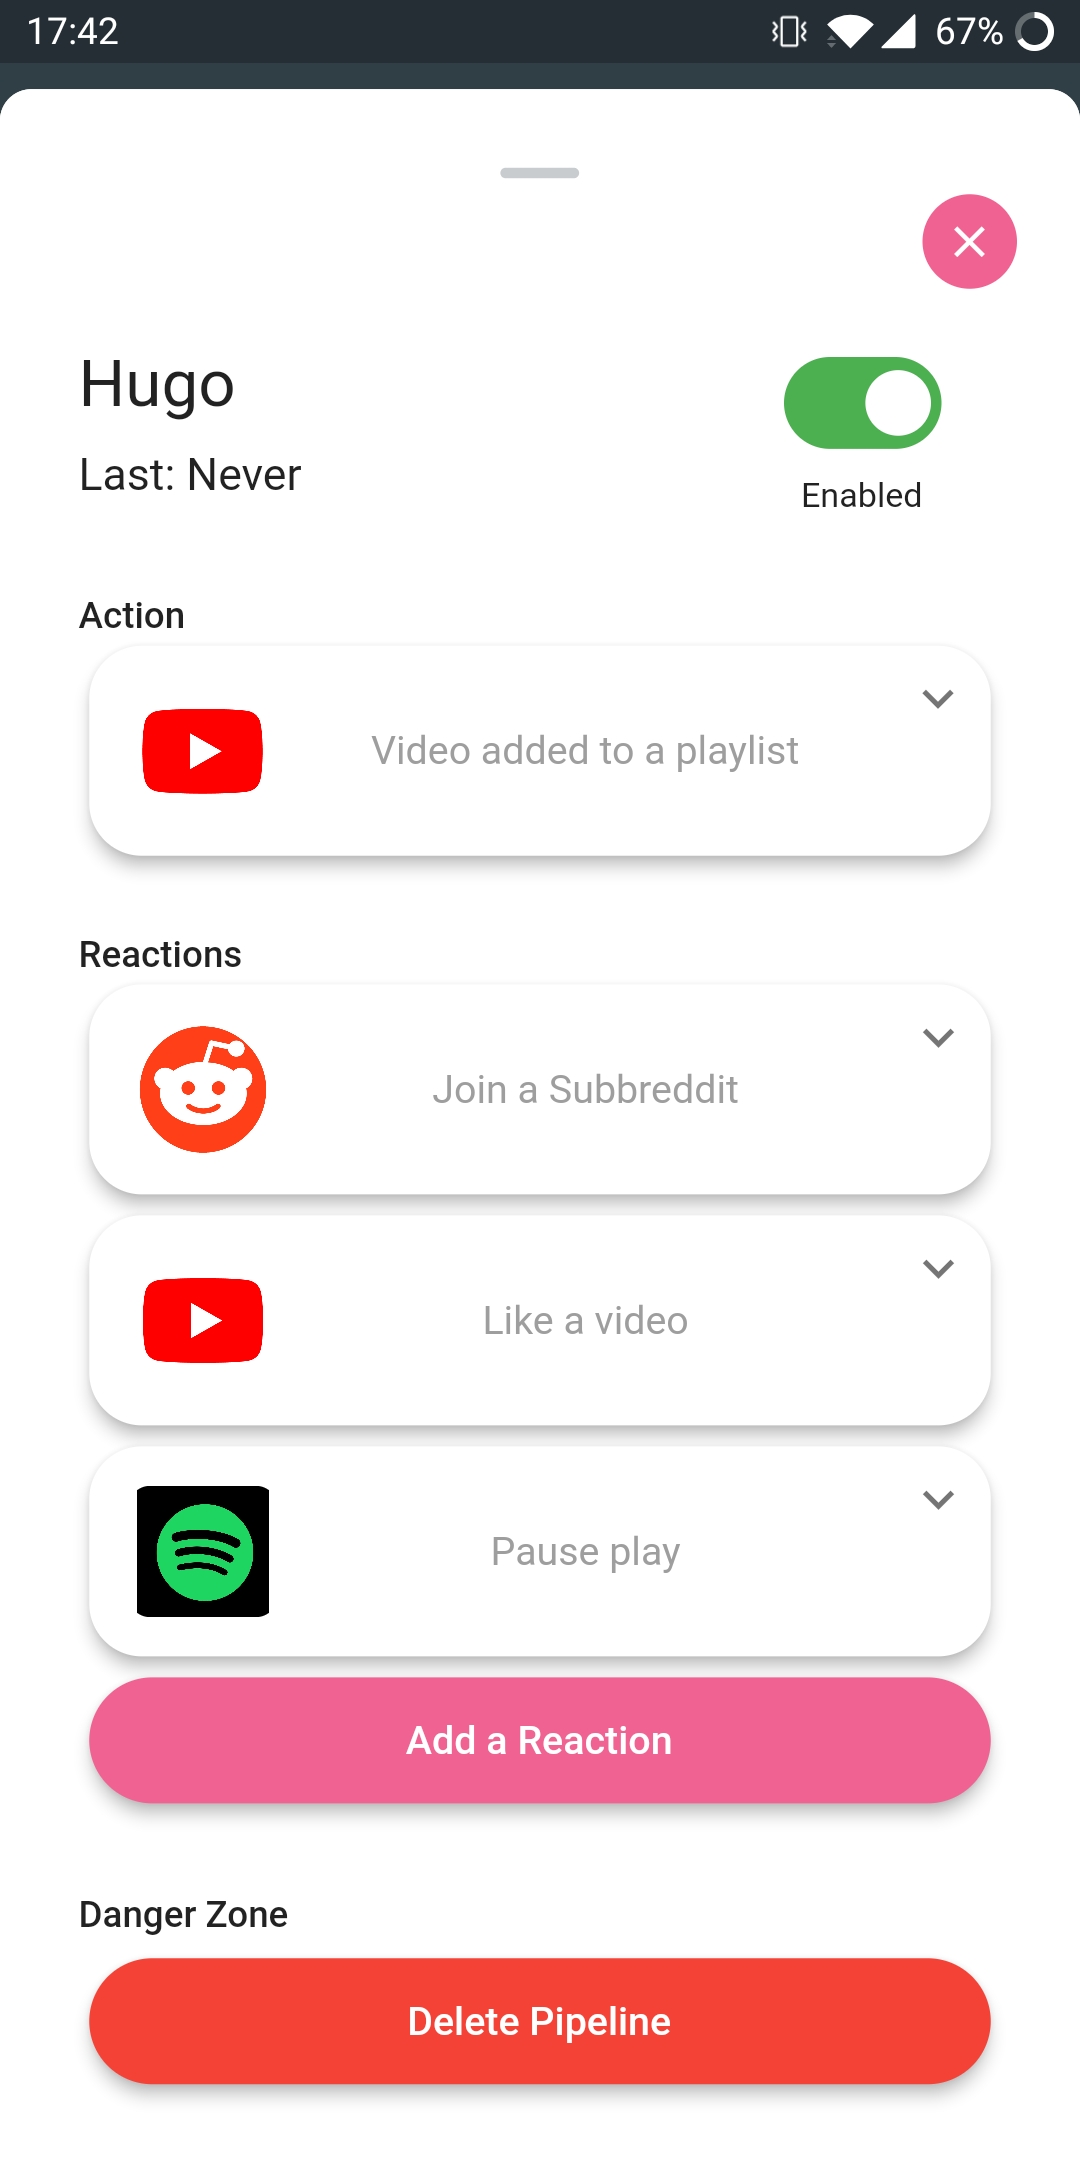 17:42
67%
Hugo
Last: Never
Enabled
Action
Video added to a playlist
Reactions
Join a Subbreddit
Like a video
Pause play
Add a Reaction
Danger Zone
Delete Pipeline